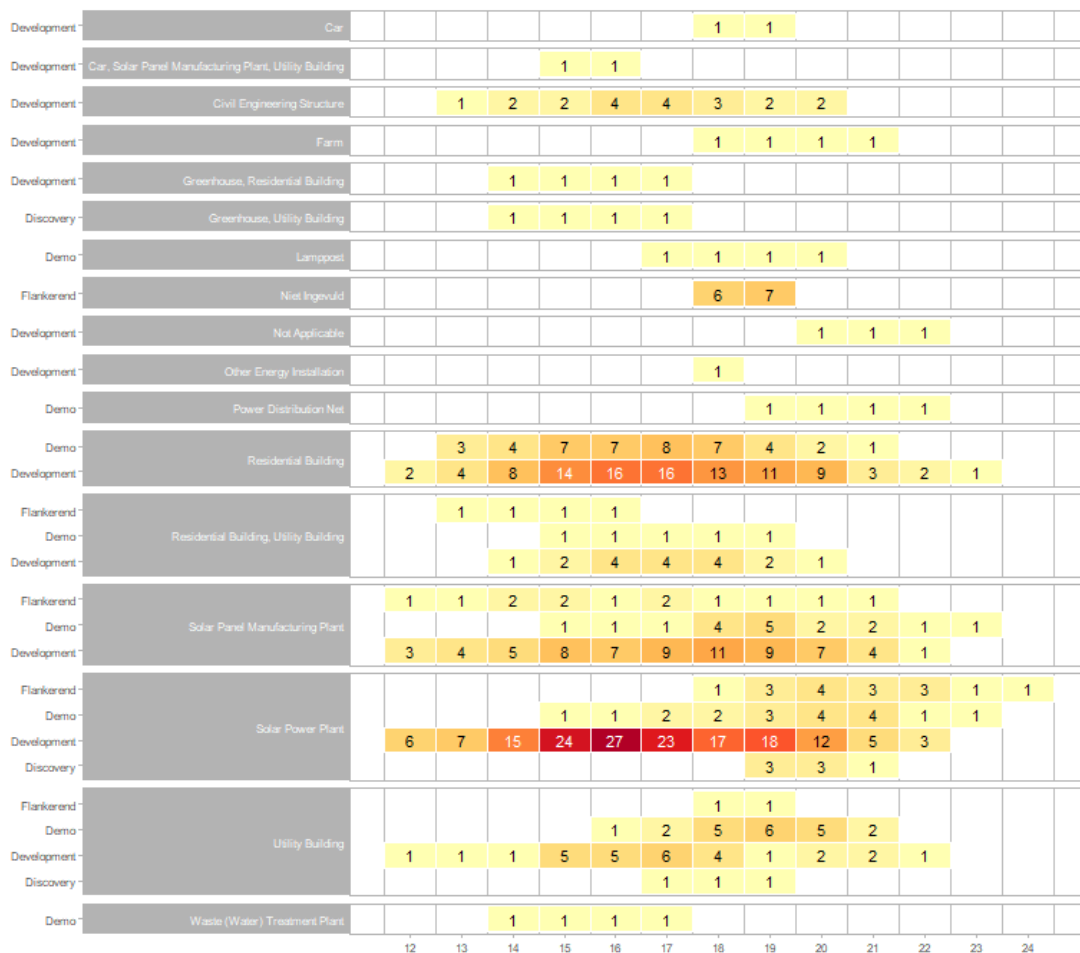 Development Car 1 1
Development Car, Solar Panel Manufacturing Plant, Utility Building 1 1
Development Civil Engineering Structure 1 2 2 4 4 3 2 2
Development Farm 1 1 1 1
Development Greenhouse, Residential Building 1 1 1 1
Discovery Greenhouse, Utility Building 1 1 1 1
Demo Lamppost 1 1 1 1
Flankerend Niet Ingevuld 6 7
Development Not Applicable 1 1 1
Development Other Energy Installation 1
Demo Power Distribution Net 1 1 1 1
Demo 3 4 7 7 8 7 4 2 1
Residential Building
Development 2 4 8 14 16 16 13 11 9 3 2 1
Flankerend 1 1 1 1
Demo Residential Building, Utility Building 1 1 1 1 1
Development 1 2 4 4 4 2 1
Flankerend 1 1 2 2 1 2 1 1 1 1
Demo Solar Panel Manufacturing Plant 1 1 1 4 5 2 2 1 1
Development 3 4 5 8 7 9 11 9 7 4 1
Flankerend 1 3 4 3 3 1 1
Demo 1 1 2 2 3 4 4 1 1
Solar Power Plant
Development 6 7 15 24 27 23 17 18 12 5 3
Discovery 3 3 1
Flankerend 1 1
Demo 1 2 5 6 5 2
Utility Building
Development 1 1 1 5 5 6 4 1 2 2 1
Discovery 1 1 1
Demo Waste (Water) Treatment Plant 1 1 1 1
12 13 14 15 16 17 18 19 20 21 22 23 24